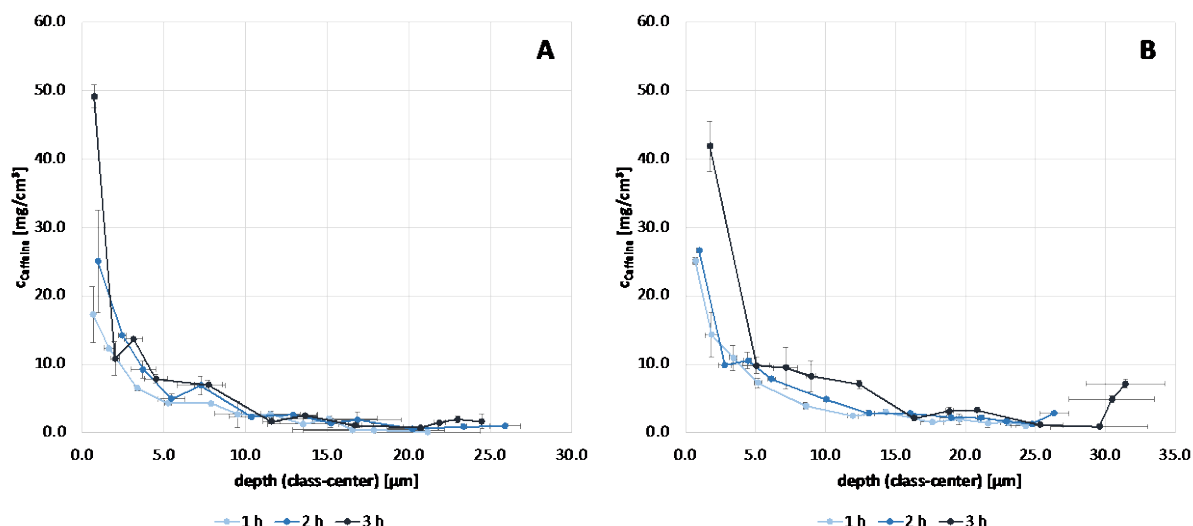 A
60.0
50.0
40.0
30.0
20.0
10.0
0.0
cCaffeine [mg/cm³]
0.0 5.0 10.0 15.0 20.0 25.0 30.0
depth (class-center) [µm]
1 h 2 h 3 h
B
60.0
50.0
40.0
30.0
20.0
10.0
0.0
cCaffeine [mg/cm³]
0.0 5.0 10.0 15.0 20.0 25.0 30.0 35.0
depth (class-center) [µm]
1 h 2 h 3 h